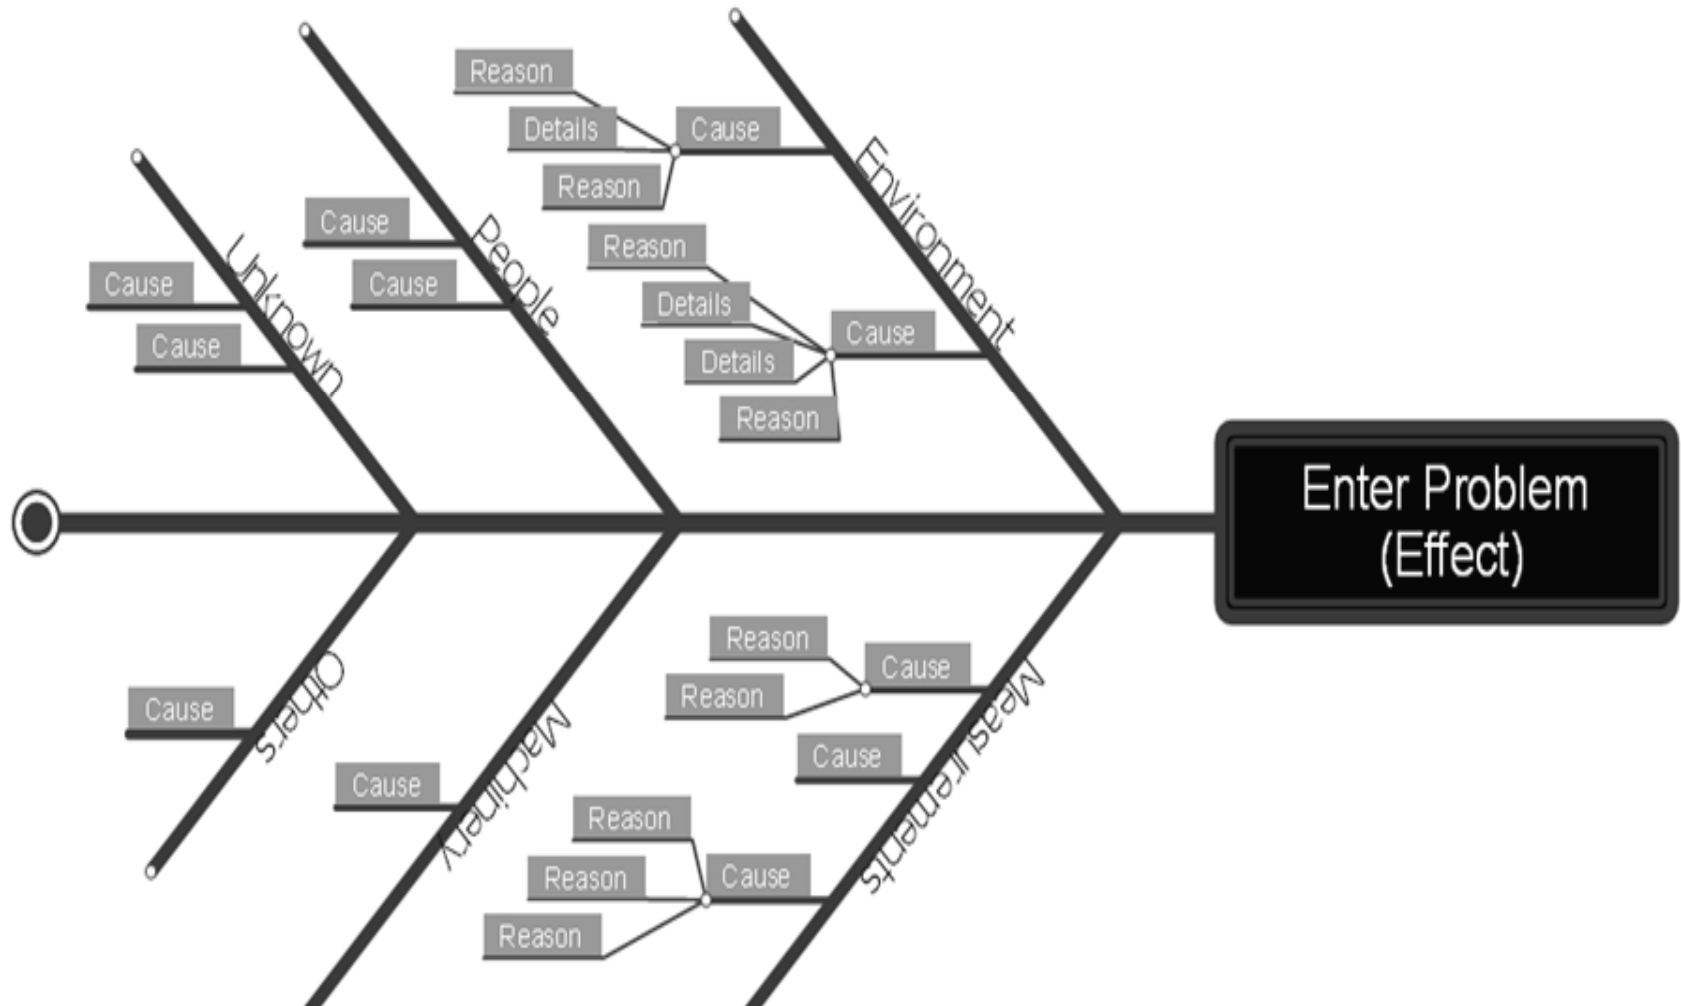 Reason
Details
Reason
Cause
Environment
Reason
Details
Details
Reason
Cause
People
Cause
Cause
Unknown
Cause
Cause
Enter Problem
(Effect)
Others
Cause
Machinery
Cause
Measurements
Reason
Reason
Cause
Cause
Reason
Reason
Reason
Cause